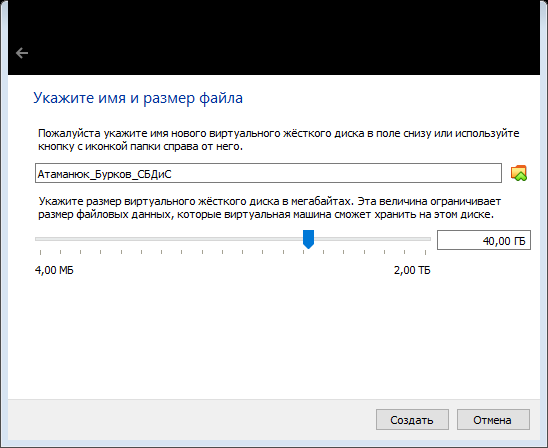 Укажите имя и размер файла
Пожалуйста укажите имя нового виртуального жёсткого диска в поле снизу или используйте
кнопку с иконкой папки справа от него.
Атаманюк_Бурков_СБДиС
Укажите размер виртуального жёсткого диска в мегабайтах. Эта величина ограничивает
размер файловых данных, которые виртуальная машина сможет хранить на этом диске.
40,00 ГБ
4,00 МБ 2,00 ТБ
Создать Отмена